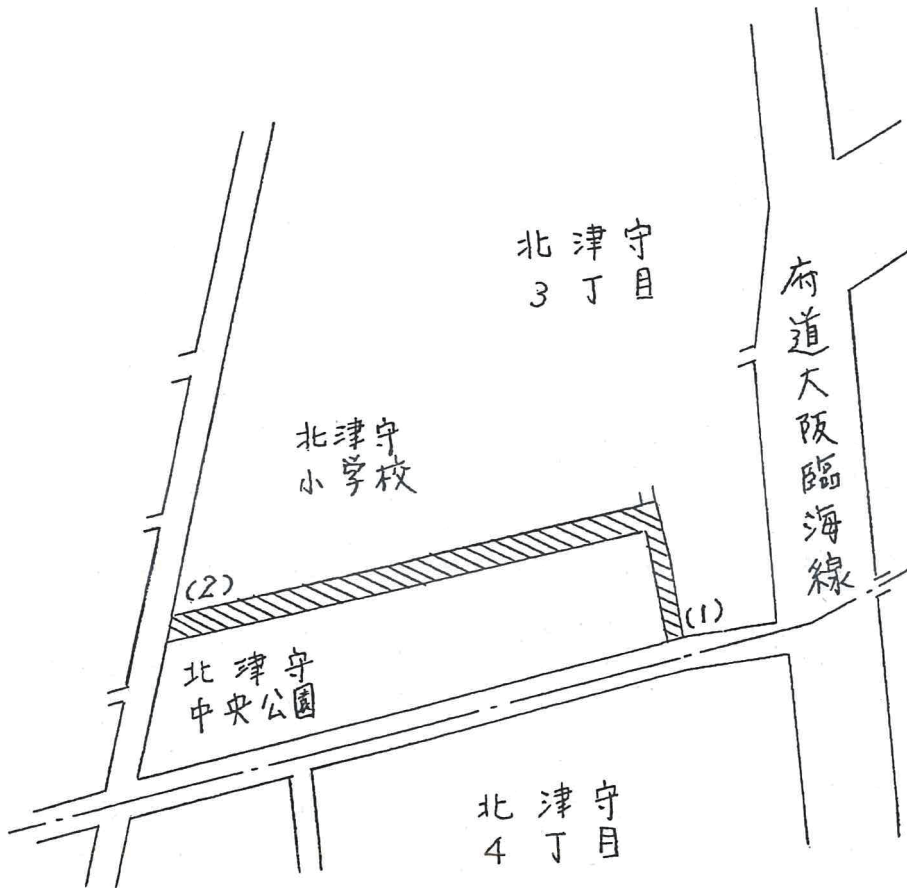 北津守
3丁目
府道大阪臨海線
北津守
小学校
(2)
(1)
北津守
中央公園
北津守
4丁目